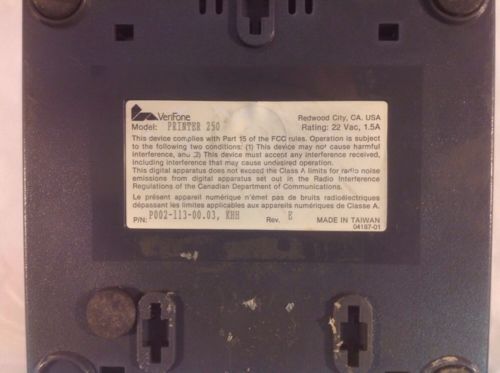 VeriFone
Redwood City, CA. USA
Model: PRINTER 250
Rating: 22 Vac, 1.5A
This device complies with Part 15 of the FCC rules. Operation is subject
to the following two conditions: (1) This device may not cause harmful
Interference, and (2) This device must accept any interference received,
including interference that may cause undesired operation.
This digital apparatus does not exceed the Class A limits for radio noise
emissions from digital apparatus set out in the Radio Interference
Regulations of the Canadian Department of Communications.
Le présent appareil numérique n'émet pas de bruits radioélectriques
dépassant les limites applicables aux appareils numériques de Classe A.
P/N: P002-113-00.03, KHH Rev. E MADE IN TAIWAN
04187-01